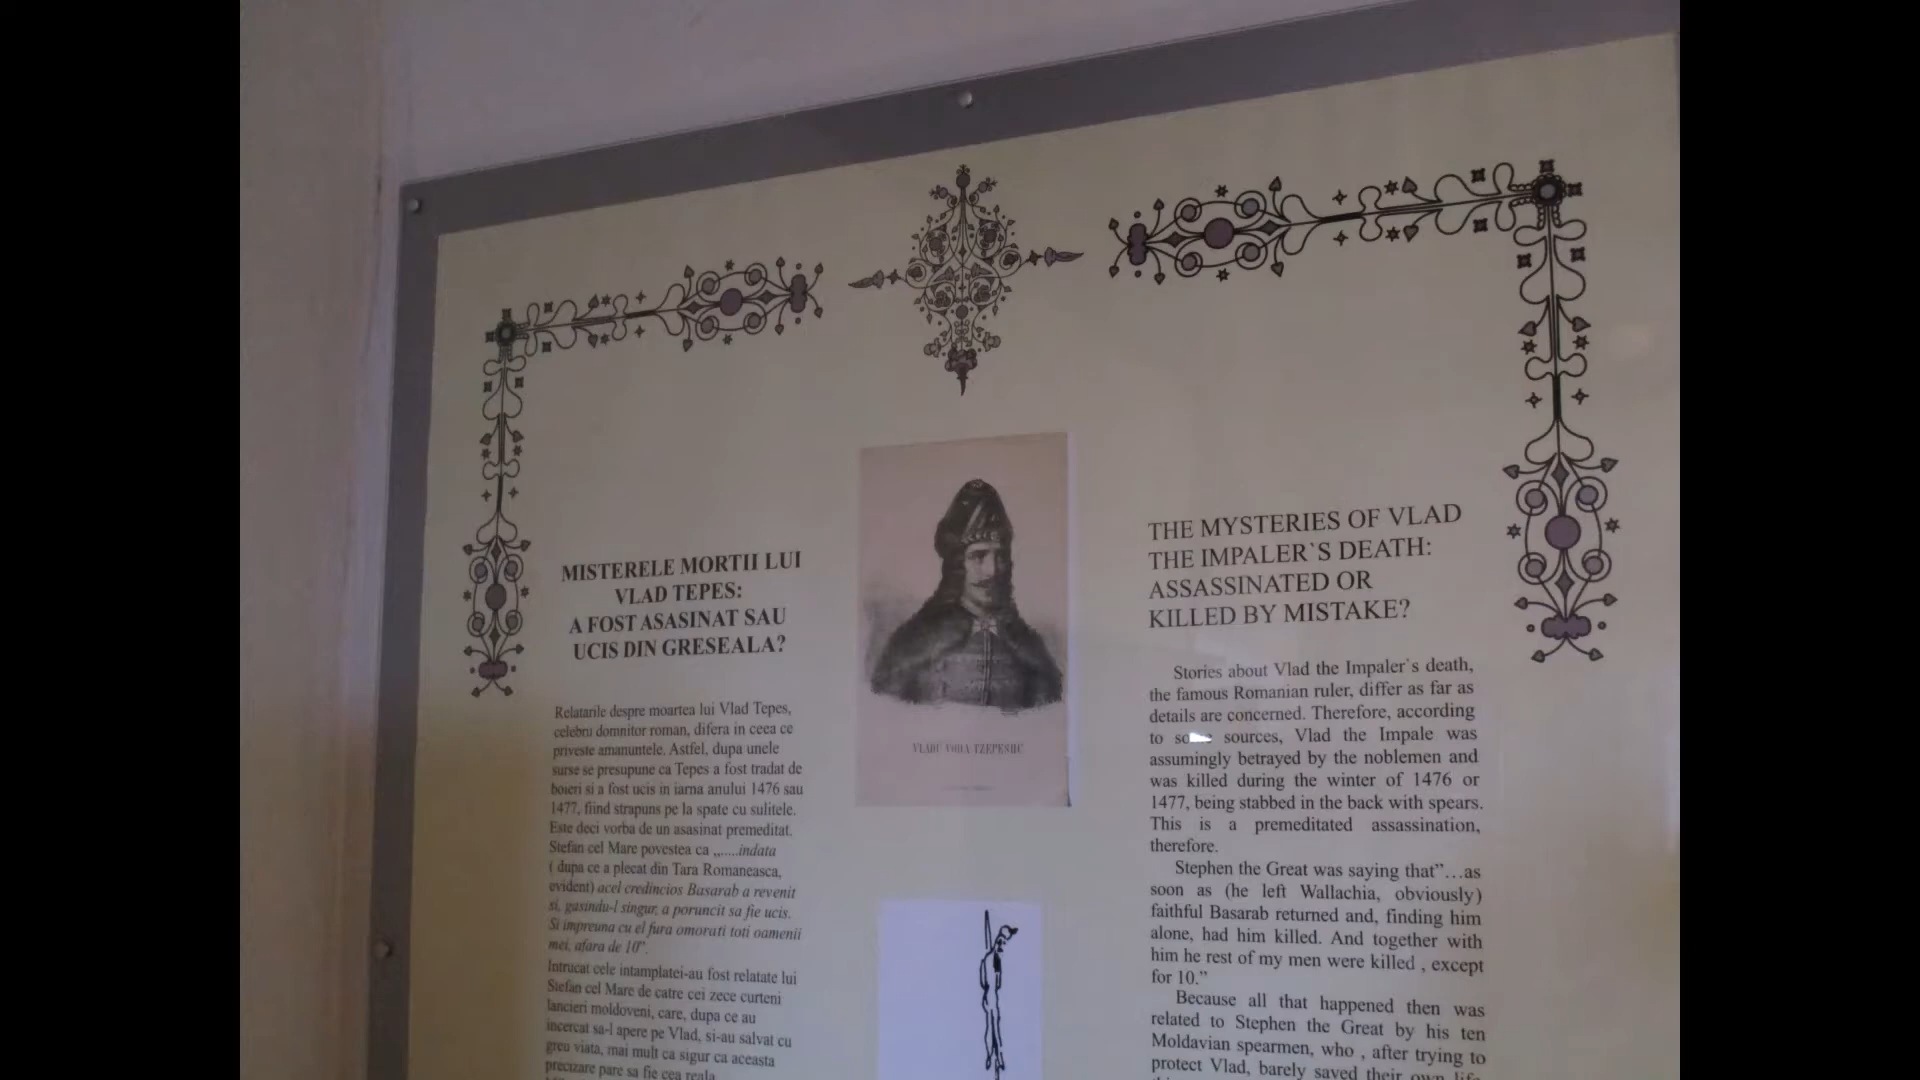 MISTERELE MORTII LUI
VLAD TEPES:
A FOST ASASINAT SAU
UCIS DIN GRESEALA?
Relatarile despre moartea lui Vlad Tepes,
celebru domnitor roman, difera in ceea ce
priveste amanuntele. Astfel, dupa unele
surse se presupune ca Tepes a fost tradat de
boieri si a fost ucis in iarna anului 1476 sau
1477, fiind strapuns pe la spate cu sulitele.
Este deci vorba de un asasinat premeditat.
Stefan cel Mare povestea ca „.....indata
( dupa ce a plecat din Tara Romaneasca,
evident) acel credincios Basarab a revenit
si, gasindu-l singur, a poruncit sa fie ucis.
Si impreuna cu el fura omorati toti oamenii
mei, afara de 10”.
Intrucat cele intamplatei-au fost relatate lui
Stefan cel Mare de catre cei zece curteni
lancieri moldoveni, care, dupa ce au
incercat sa-l apere pe Vlad, si-au salvat cu
greu viata, mai mult ca sigur ca aceasta
precizare pare sa fie cea reala.
VLADU VODA TZEPESHC
THE MYSTERIES OF VLAD
THE IMPALER`S DEATH:
ASSASSINATED OR
KILLED BY MISTAKE?
Stories about Vlad the Impaler`s death,
the famous Romanian ruler, differ as far as
details are concerned. Therefore, according
to some sources, Vlad the Impale was
assumingly betrayed by the noblemen and
was killed during the winter of 1476 or
1477, being stabbed in the back with spears.
This is a premeditated assassination,
therefore.
Stephen the Great was saying that”…as
soon as (he left Wallachia, obviously)
faithful Basarab returned and, finding him
alone, had him killed. And together with
him he rest of my men were killed , except
for 10.”
Because all that happened then was
related to Stephen the Great by his ten
Moldavian spearmen, who , after trying to
protect Vlad, barely saved their own life